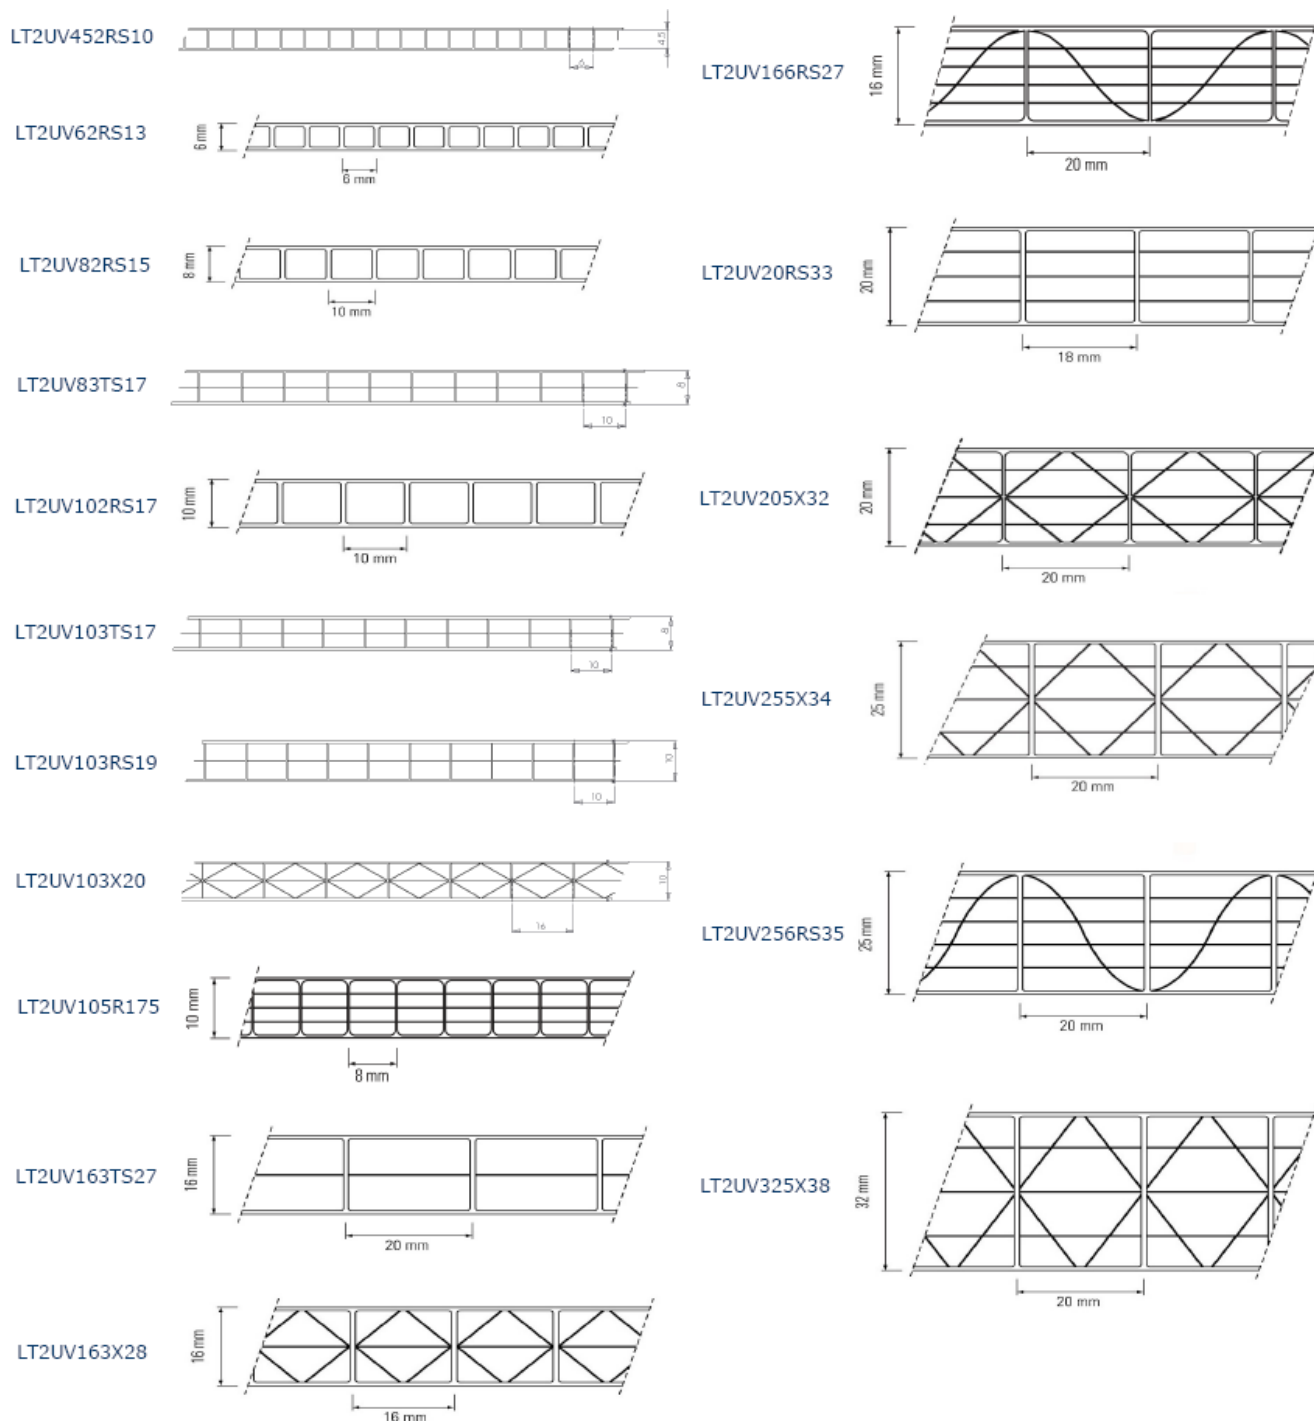 LT2UV452RS10
4,5
6
LT2UV62RS13
6 mm
6 mm
LT2UV82RS15
8 mm
10 mm
LT2UV83TS17
8
10
LT2UV102RS17
10 mm
10 mm
LT2UV103TS17
8
10
LT2UV103RS19
10
10
LT2UV103X20
10
16
LT2UV105R175
10 mm
8 mm
LT2UV163TS27
16 mm
20 mm
LT2UV163X28
16 mm
16 mm
LT2UV166RS27
16 mm
20 mm
LT2UV20RS33
20 mm
18 mm
LT2UV205X32
20 mm
20 mm
LT2UV255X34
25 mm
20 mm
LT2UV256RS35
25 mm
20 mm
LT2UV325X38
32 mm
20 mm